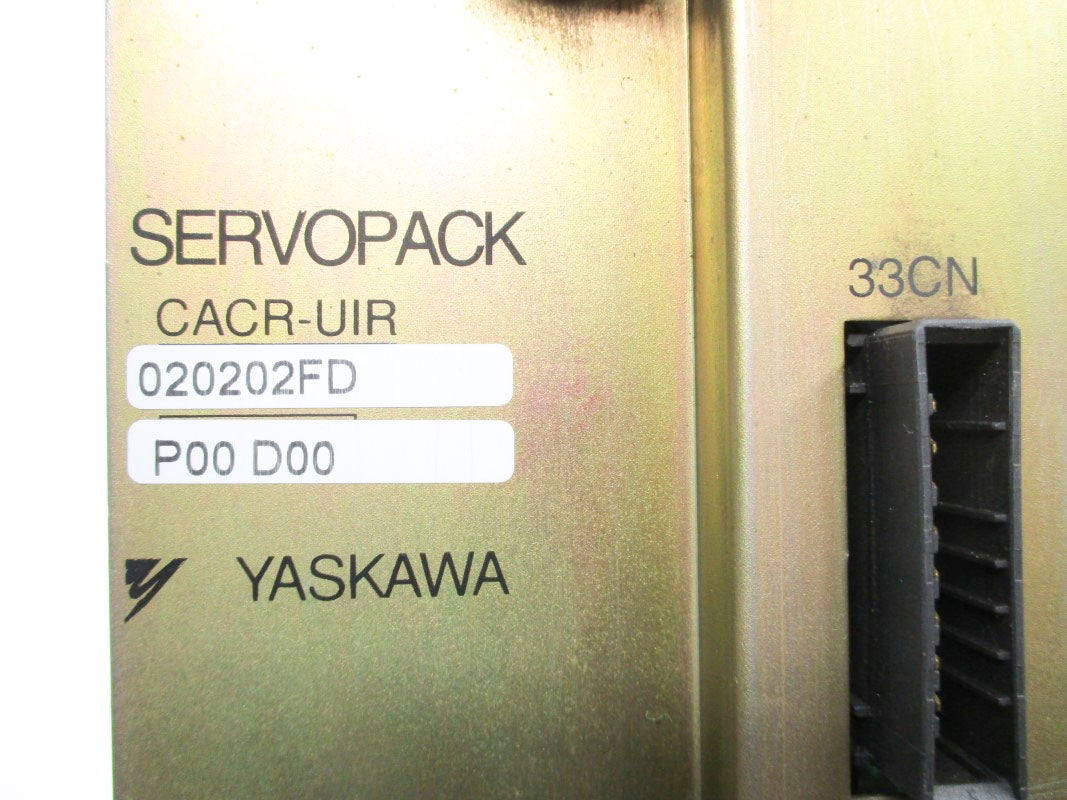 SERVOPACK
CACR-UIR
020202FD
P00 D00
YASKAWA
33CN